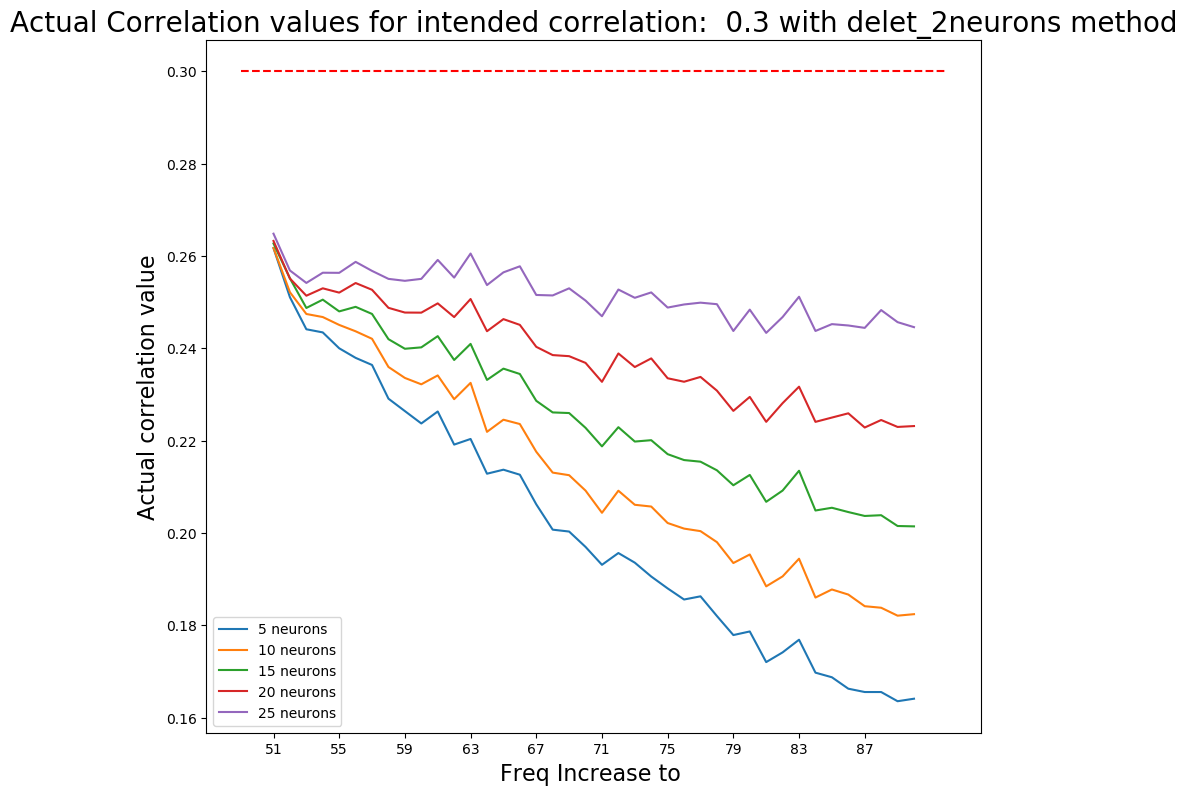 Actual Correlation values for intended correlation:  0.3 with delet_2neurons method
0.30
0.28
0.26
0.24
0.22
0.20
0.18
0.16
Actual correlation value
5 neurons
10 neurons
15 neurons
20 neurons
25 neurons
51 55 59 63 67 71 75 79 83 87
Freq Increase to